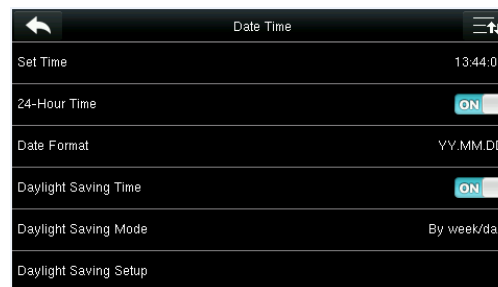 Date Time
Set Time 13:44:0
24-Hour Time ON
Date Format YY.MM.DD
Daylight Saving Time ON
Daylight Saving Mode By week/da
Daylight Saving Setup